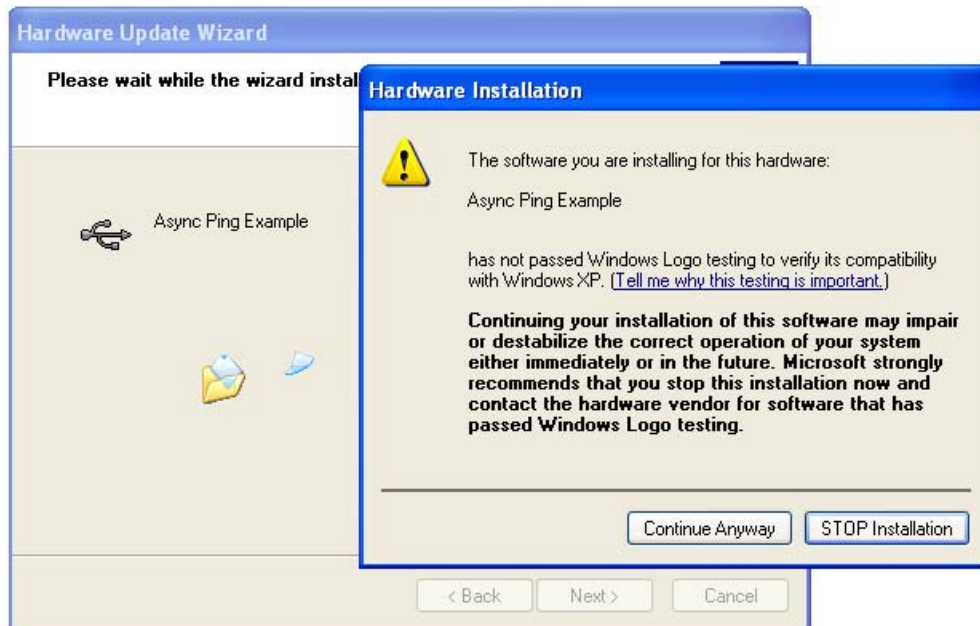 Hardware Update Wizard
Please wait while the wizard instal
Hardware Installation
Async Ping Example
The software you are installing for this hardware:
Async Ping Example
has not passed Windows Logo testing to verify its compatibility
with Windows XP. (Tell me why this testing is important.)
Continuing your installation of this software may impair
or destabilize the correct operation of your system
either immediately or in the future. Microsoft strongly
recommends that you stop this installation now and
contact the hardware vendor for software that has
passed Windows Logo testing.
Continue Anyway
STOP Installation
< Back
Next >
Cancel